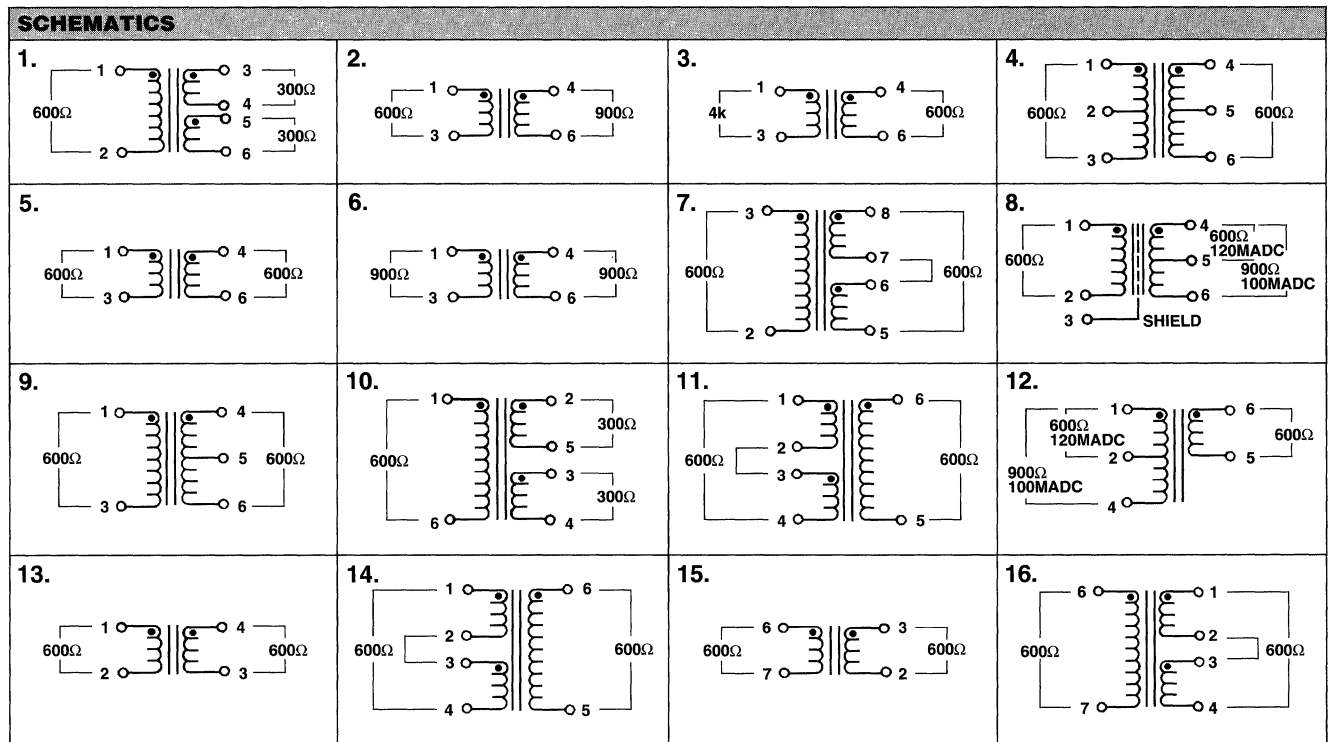 SCHEMATICS
1.
1 3
300Ω
600Ω 4
5
300Ω
2 6
2.
1 4
600Ω 900Ω
3 6
3.
1 4
4k 600Ω
3 6
4.
1 4
600Ω 2 5 600Ω
3 6
5.
1 4
600Ω 600Ω
3 6
6.
1 4
900Ω 900Ω
3 6
7.
3 8
7
600Ω 600Ω
6
2 5
8.
1 4
600Ω
120MADC
600Ω 5
900Ω
100MADC
2 6
3 SHIELD
9.
1 4
600Ω 5 600Ω
3 6
10.
1 2
300Ω
5
600Ω
3
300Ω
6 4
11.
1 6
2
600Ω 600Ω
3
4 5
12.
1 6
600Ω
120MADC 600Ω
2 5
900Ω
100MADC
4
13.
1 4
600Ω 600Ω
2 3
14.
1 6
2
600Ω 600Ω
3
4 5
15.
6 3
600Ω 600Ω
7 2
16.
6 1
2
600Ω 600Ω
3
7 4